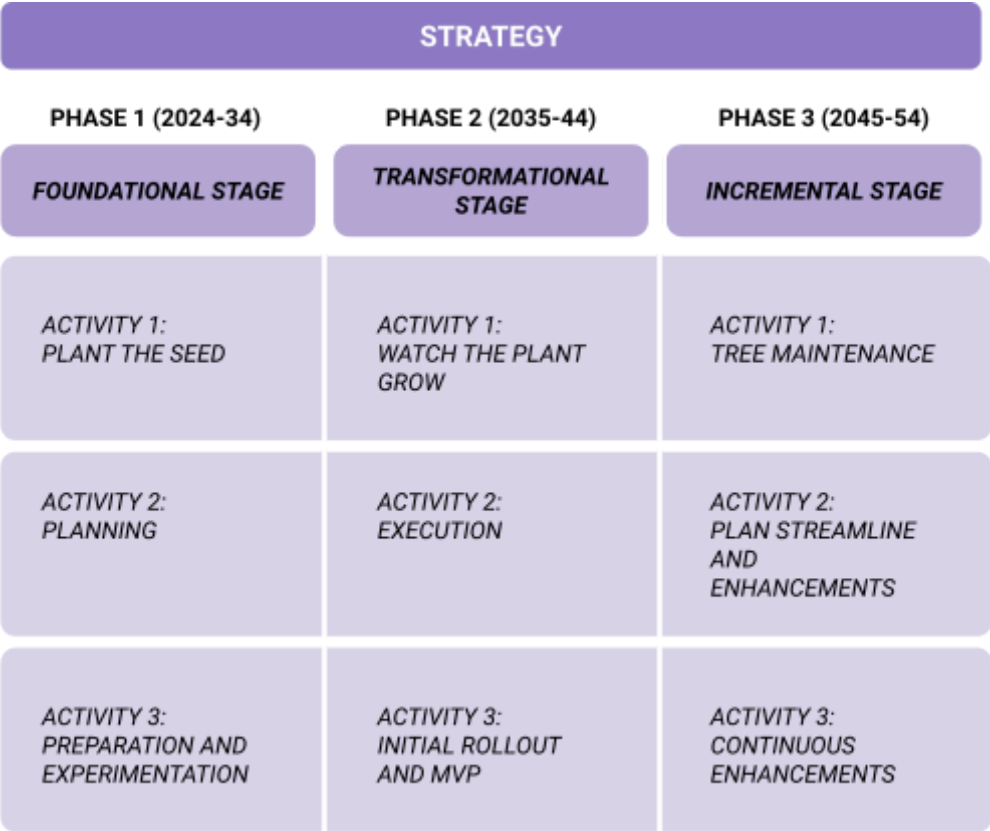 STRATEGY
PHASE 1 (2024-34)
PHASE 2 (2035-44)
PHASE 3 (2045-54)
FOUNDATIONAL STAGE
TRANSFORMATIONAL
STAGE
INCREMENTAL STAGE
ACTIVITY 1:
PLANT THE SEED
ACTIVITY 1:
WATCH THE PLANT
GROW
ACTIVITY 1:
TREE MAINTENANCE
ACTIVITY 2:
PLANNING
ACTIVITY 2:
EXECUTION
ACTIVITY 2:
PLAN STREAMLINE
AND
ENHANCEMENTS
ACTIVITY 3:
PREPARATION AND
EXPERIMENTATION
ACTIVITY 3:
INITIAL ROLLOUT
AND MVP
ACTIVITY 3:
CONTINUOUS
ENHANCEMENTS